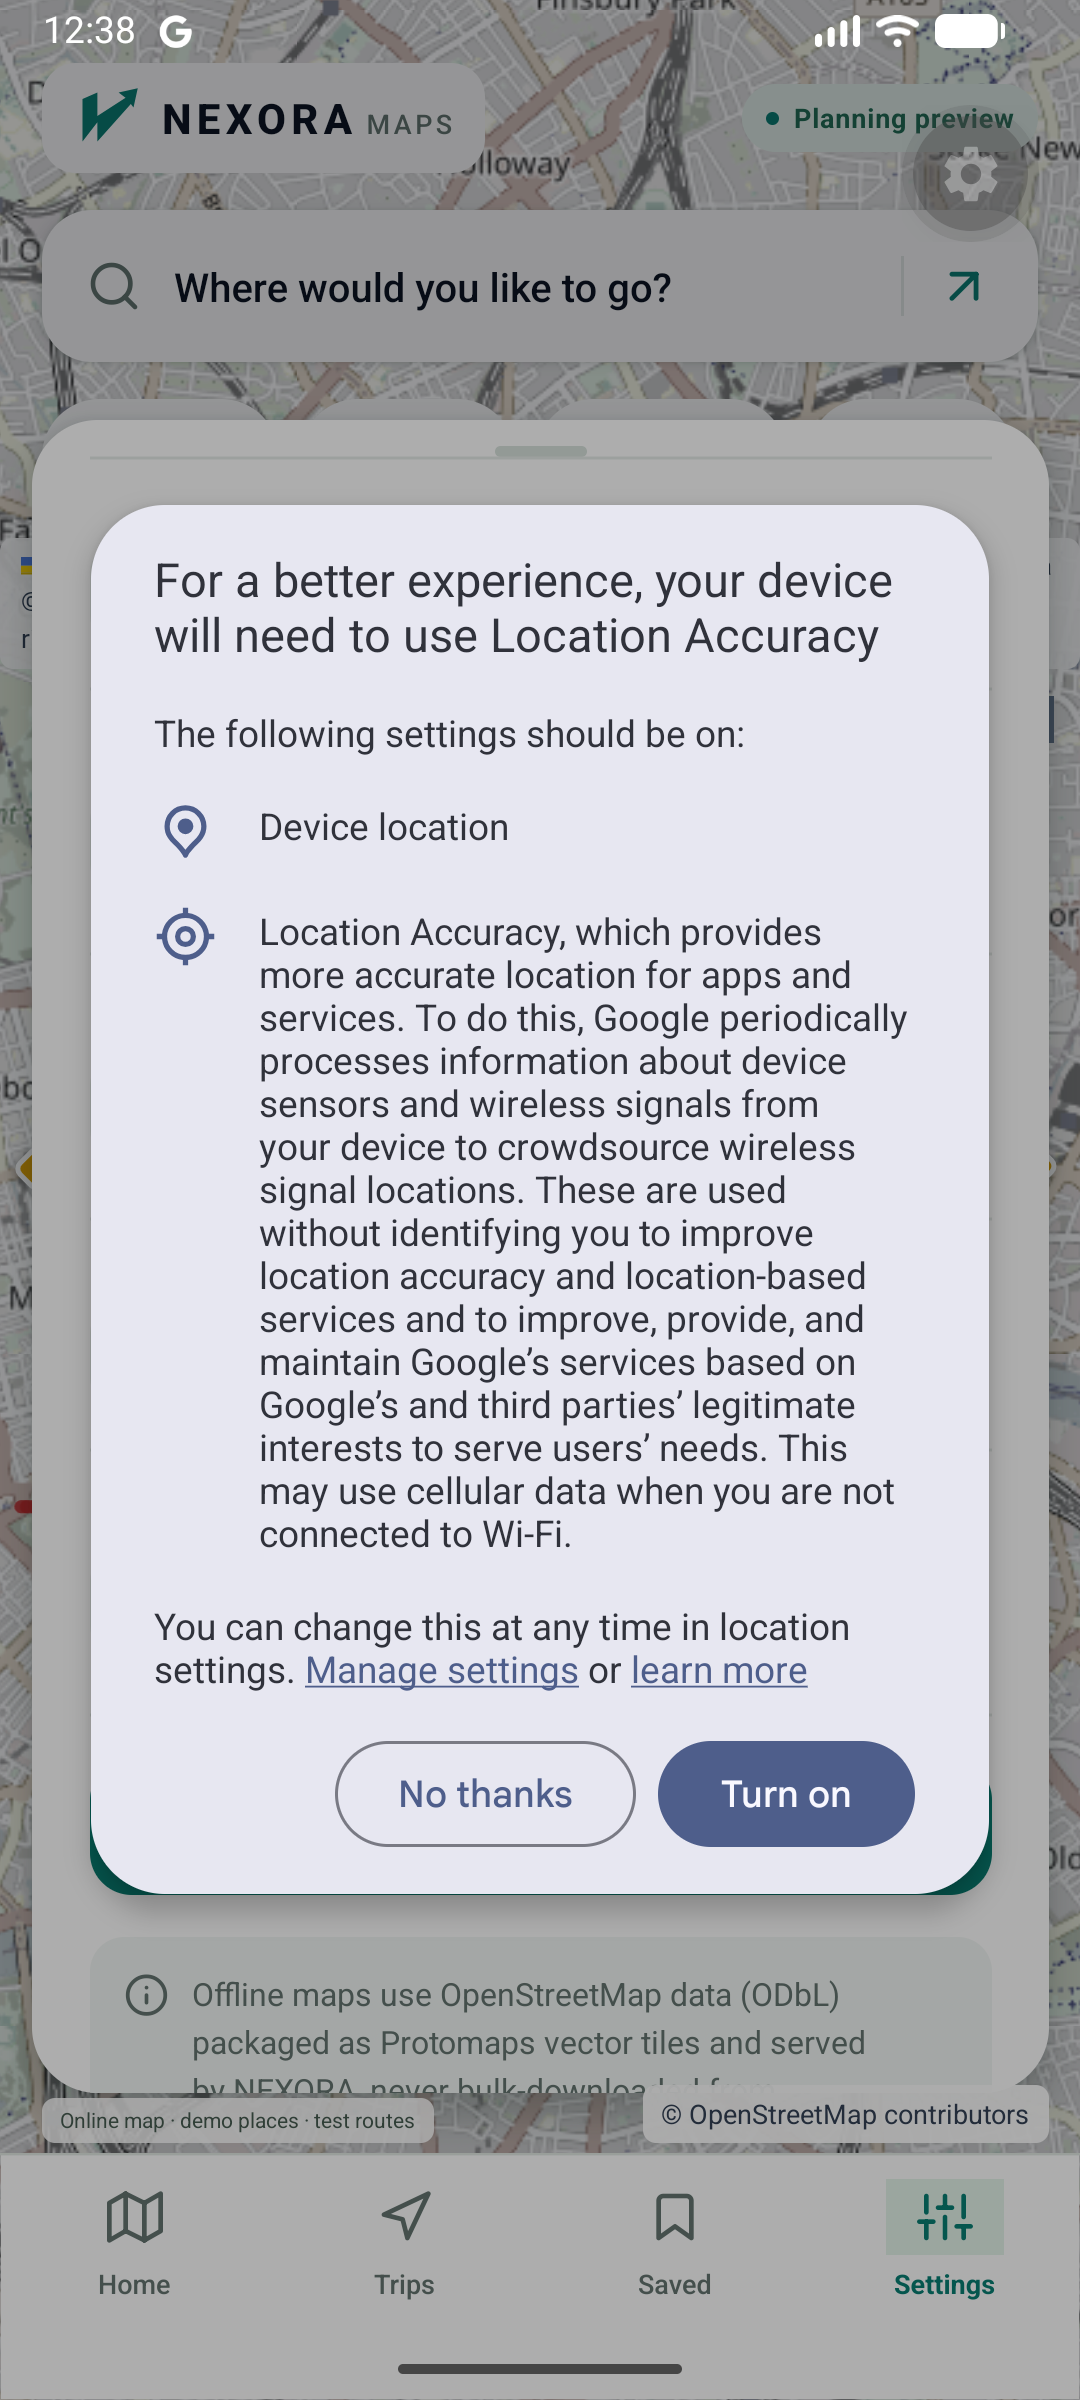 12:38
NEXORA MAPS
Planning preview
Where would you like to go?
For a better experience, your device
will need to use Location Accuracy
The following settings should be on:
Device location
Location Accuracy, which provides
more accurate location for apps and
services. To do this, Google periodically
processes information about device
sensors and wireless signals from
your device to crowdsource wireless
signal locations. These are used
without identifying you to improve
location accuracy and location-based
services and to improve, provide, and
maintain Google’s services based on
Google’s and third parties’ legitimate
interests to serve users’ needs. This
may use cellular data when you are not
connected to Wi-Fi.
You can change this at any time in location
settings. Manage settings or learn more
No thanks
Turn on
Offline maps use OpenStreetMap data (ODbL)
packaged as Protomaps vector tiles and served
by NEXORA, never bulk-downloaded from
Online map · demo places · test routes
© OpenStreetMap contributors
Home
Trips
Saved
Settings